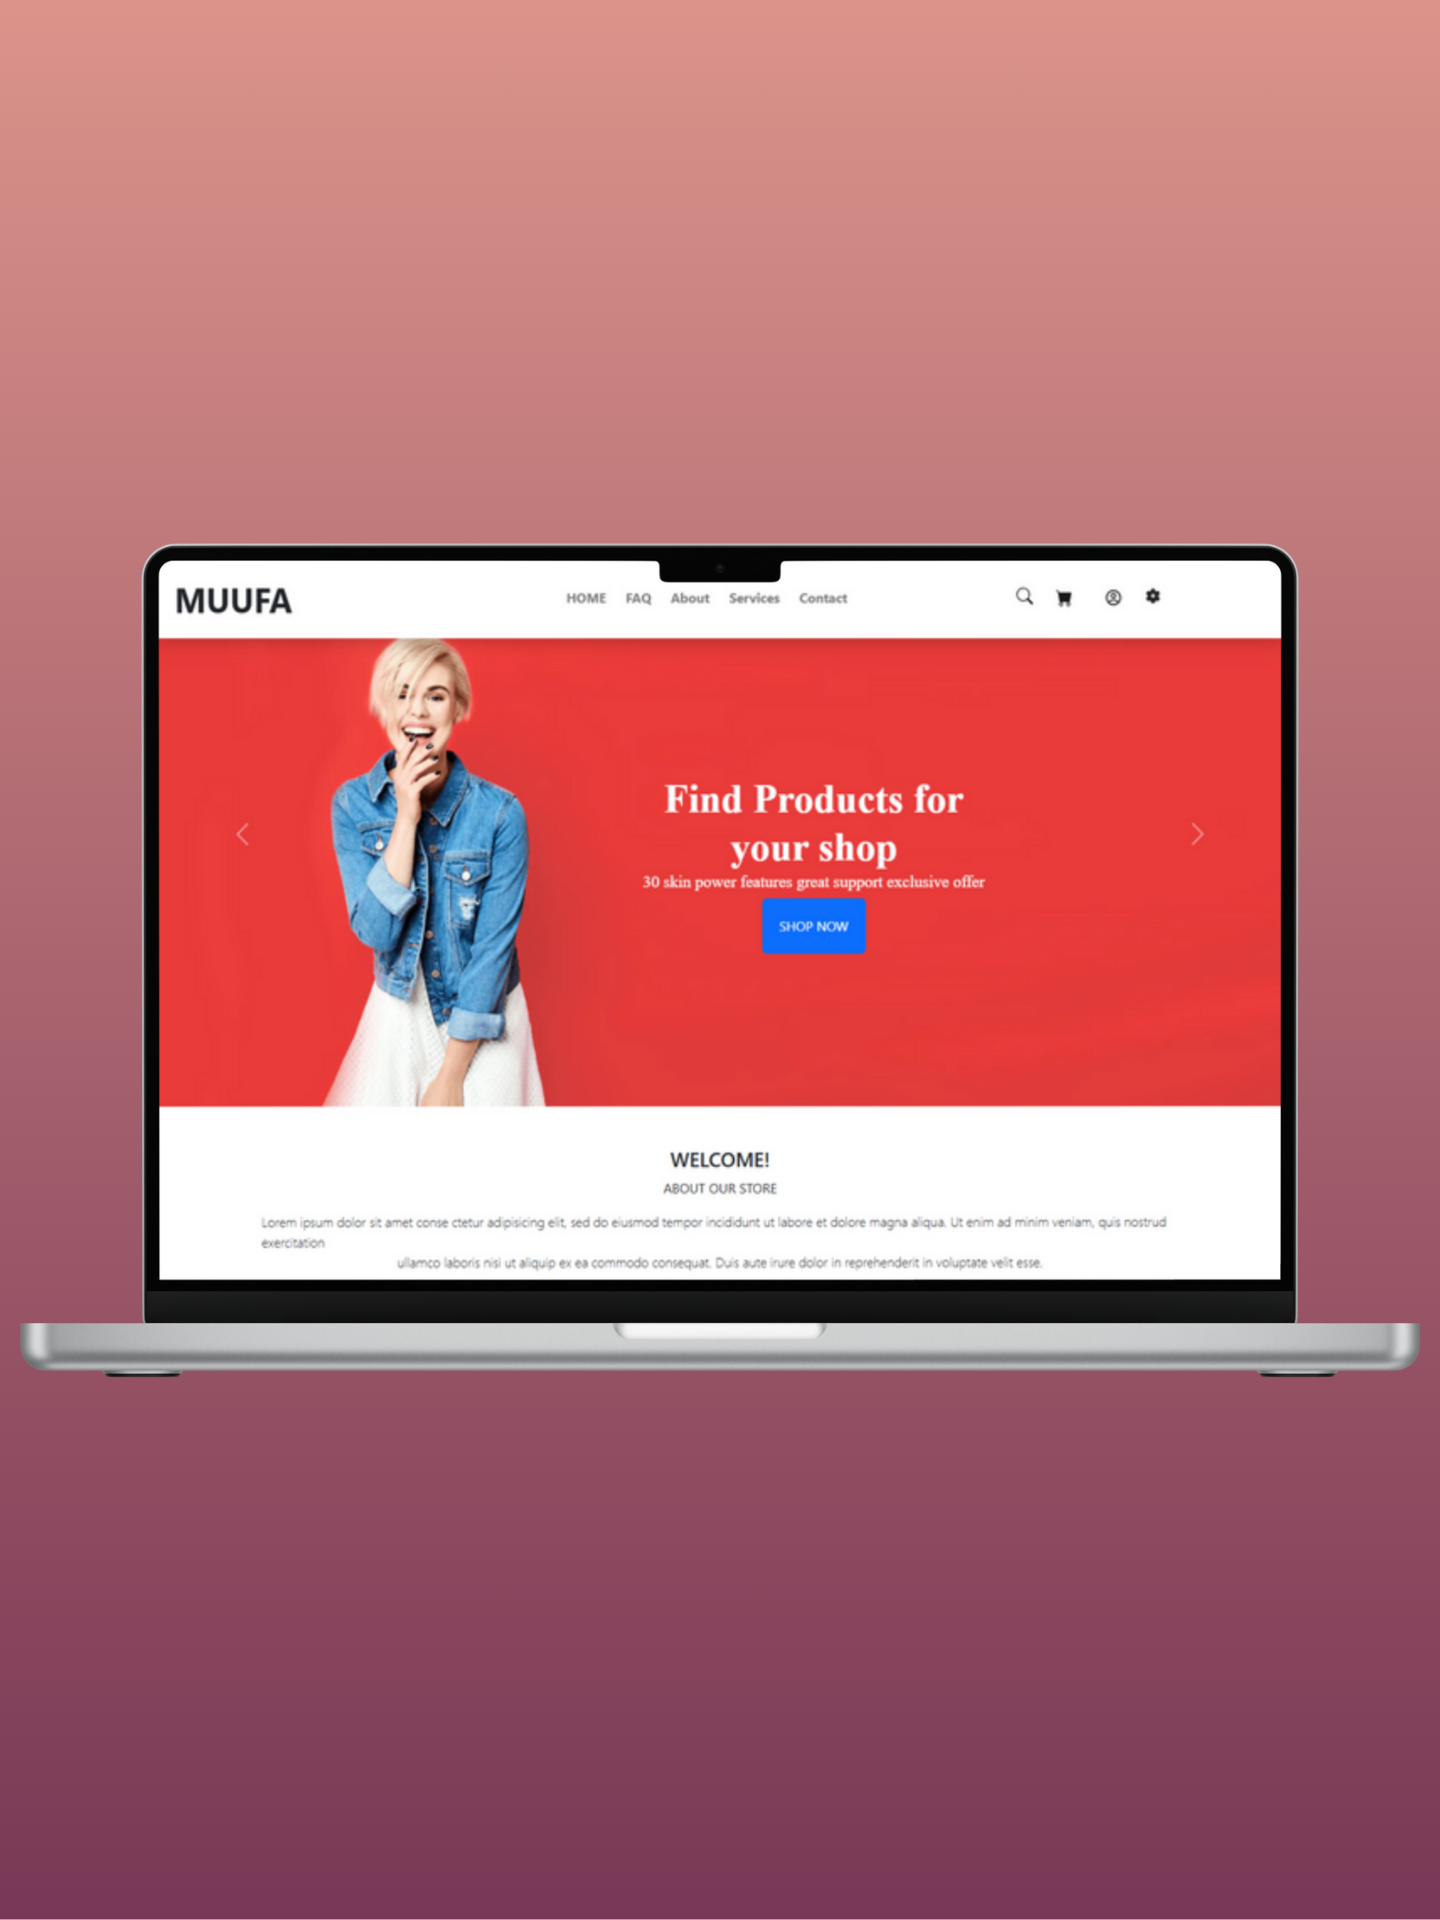 MUUFA
HOME FAQ About Services Contact
Find Products for
your shop
30 skin power features great support exclusive offer
SHOP NOW
WELCOME!
ABOUT OUR STORE
Lorem ipsum dolor sit amet conse ctetur adipisicing elit, sed do eiusmod tempor incididunt ut labore et dolore magna aliqua. Ut enim ad minim veniam, quis nostrud
exercitation
ullamco laboris nisi ut aliquip ex ea commodo consequat. Duis aute irure dolor in reprehenderit in voluptate velit esse.